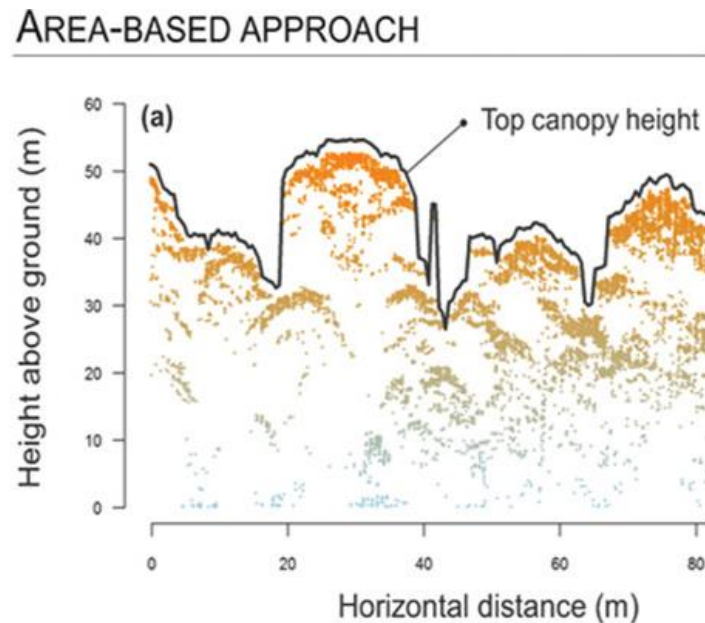 AREA-BASED APPROACH
(a)
Top canopy height
Height above ground (m)
60
50
40
30
20
10
0
0 20 40 60 80
Horizontal distance (m)